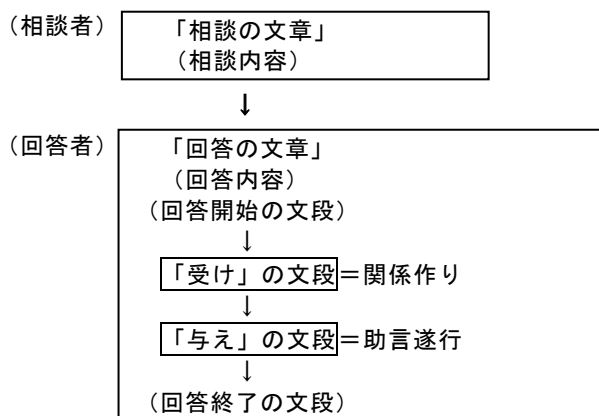 (相談者) 「相談の文章」
(相談内容)
↓
(回答者) 「回答の文章」
(回答内容)
(回答開始の文段)
↓
「受け」の文段=関係作り
↓
「与え」の文段=助言遂行
↓
(回答終了の文段)